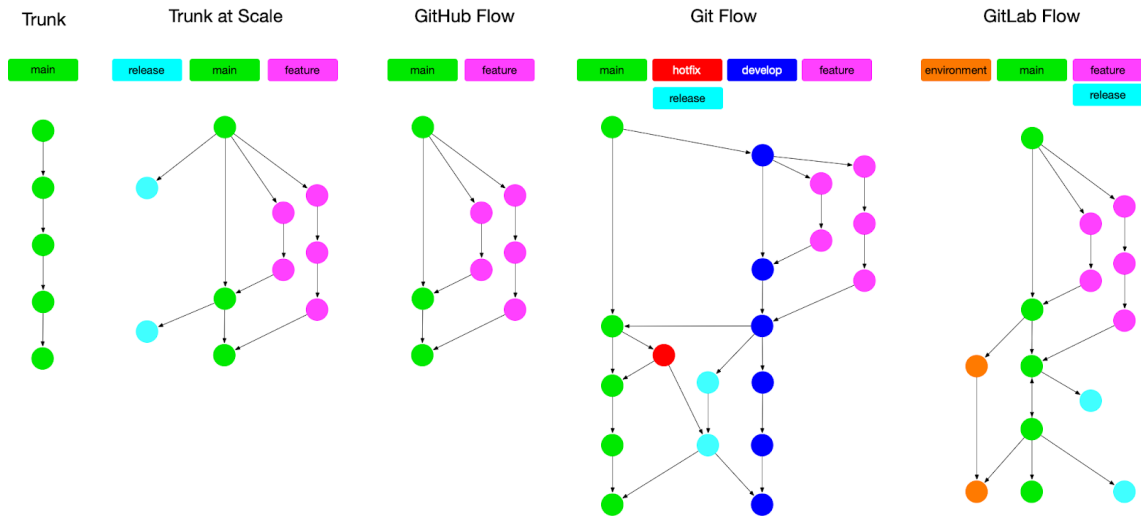 Trunk
Trunk at Scale
GitHub Flow
Git Flow
GitLab Flow
main
release main feature
main feature
main hotfix develop feature
release
environment main feature
release